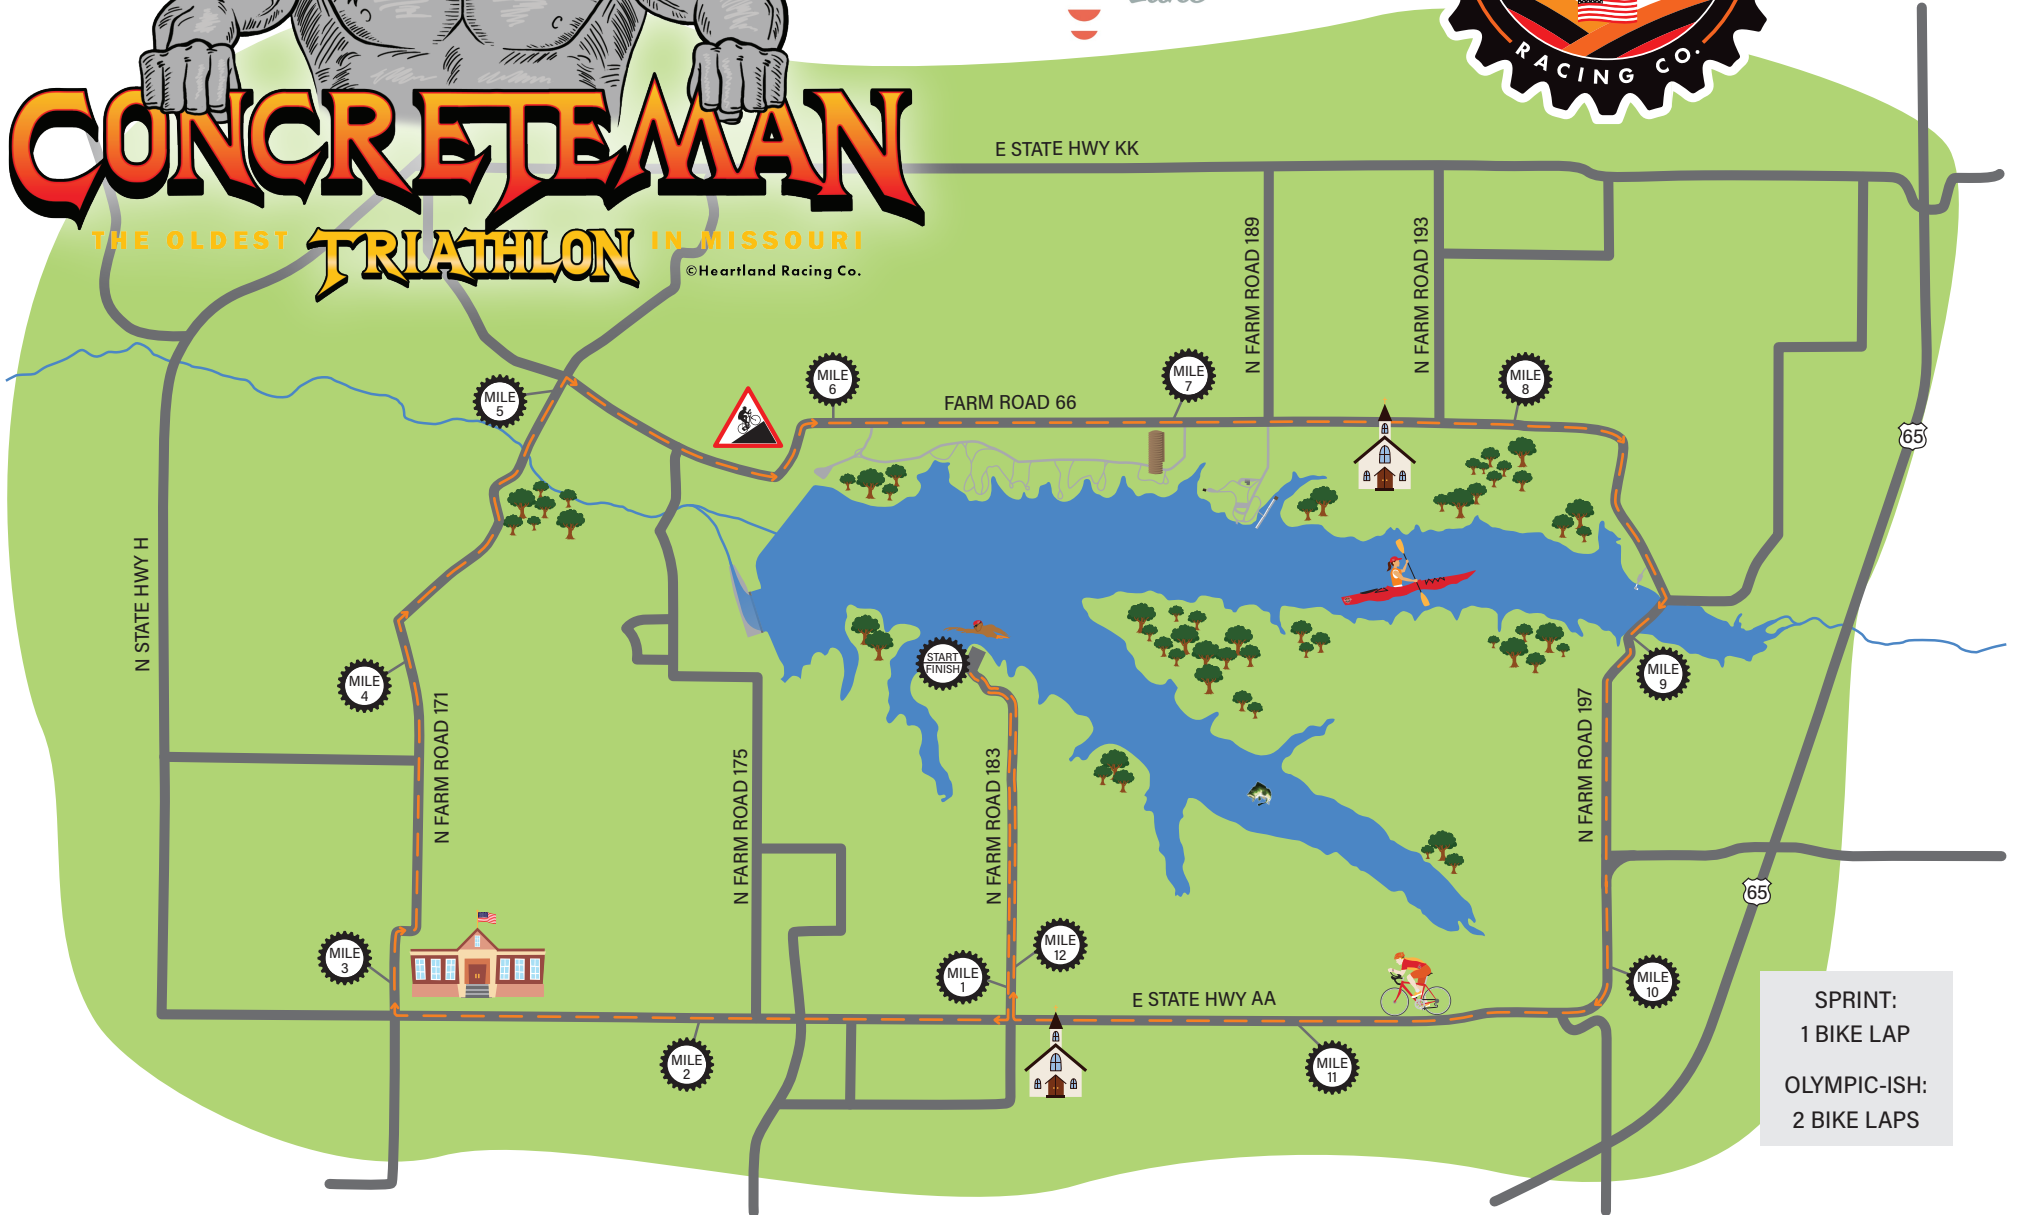 RACING CO.
CONCRETEMAN
THE OLDEST TRIATHLON IN MISSOURI
©Heartland Racing Co.
E STATE HWY KK
N FARM ROAD 189
N FARM ROAD 193
MILE
5
MILE
6
MILE
7
MILE
8
FARM ROAD 66
65
N STATE HWY H
START
FINISH
MILE
4
MILE
9
N FARM ROAD 171
N FARM ROAD 175
N FARM ROAD 183
N FARM ROAD 197
65
MILE
3
MILE
1
MILE
12
E STATE HWY AA
MILE
10
MILE
2
MILE
11
SPRINT:
1 BIKE LAP
OLYMPIC-ISH:
2 BIKE LAPS